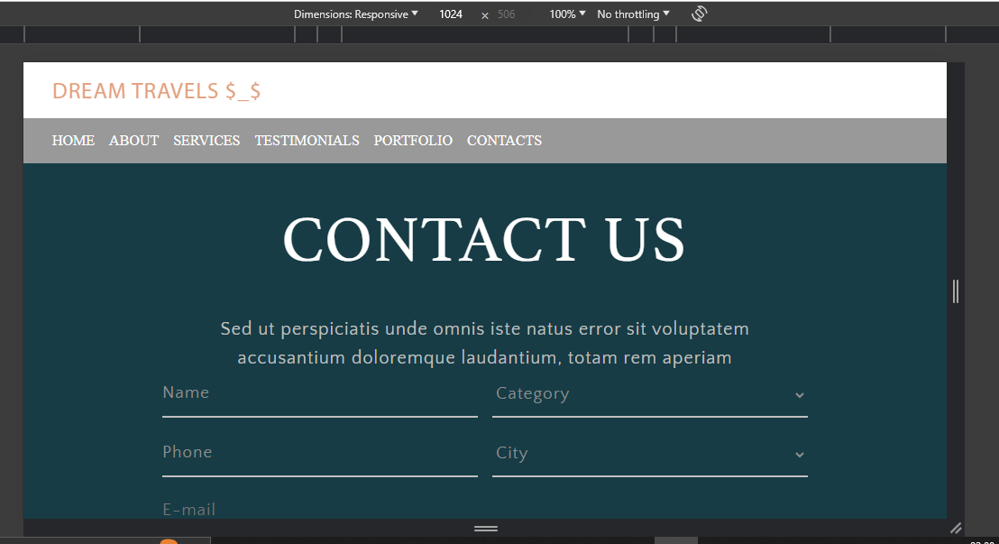 Dimensions: Responsive 1024 × 506 100% No throttling
DREAM TRAVELS $_$
HOME ABOUT SERVICES TESTIMONIALS PORTFOLIO CONTACTS
CONTACT US
Sed ut perspiciatis unde omnis iste natus error sit voluptatem
accusantium doloremque laudantium, totam rem aperiam
Name Category
Phone City
E-mail